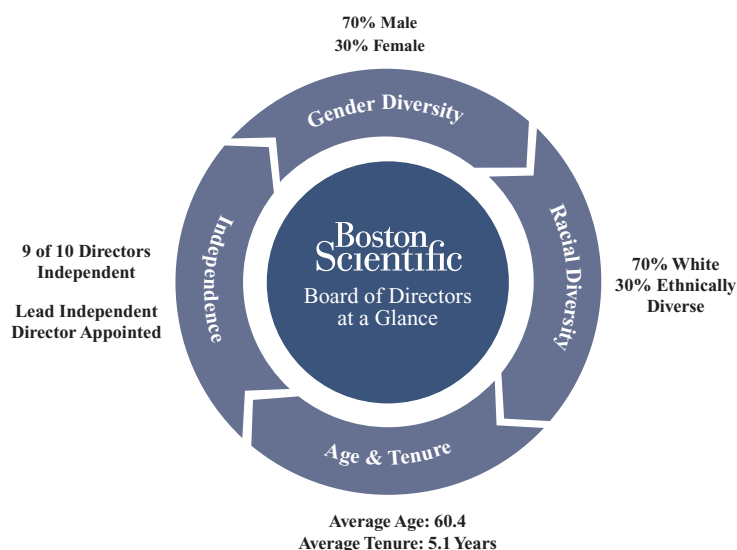 70% Male
30% Female
Gender Diversity
Racial Diversity
70% White
30% Ethnically
Diverse
Age & Tenure
Average Age: 60.4
Average Tenure: 5.1 Years
Independence
9 of 10 Directors
Independent
Lead Independent
Director Appointed
Boston
Scientific
Board of Directors
at a Glance